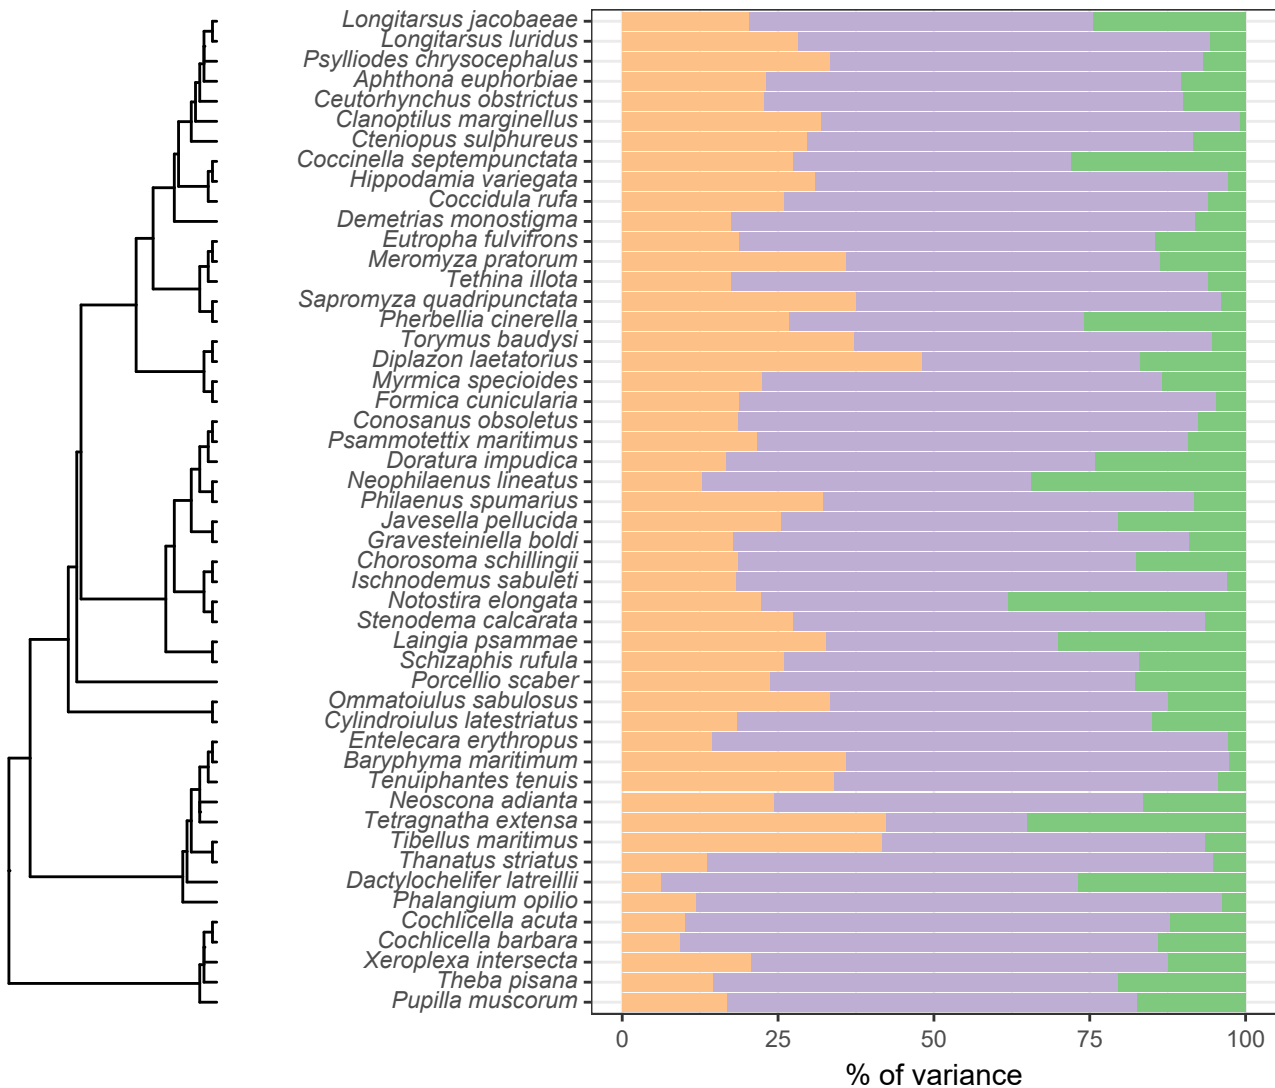 Longitarsus jacobaeae
Longitarsus luridus
Psylliodes chrysocephalus
Aphthona euphorbiae
Ceutorhynchus obstrictus
Clanoptilus marginellus
Cteniopus sulphureus
Coccinella septempunctata
Hippodamia variegata
Coccidula rufa
Demetrias monostigma
Eutropha fulvifrons
Meromyza pratorum
Tethina illota
Sapromyza quadripunctata
Pherbellia cinerella
Torymus baudysi
Diplazon laetatorius
Myrmica specioides
Formica cunicularia
Conosanus obsoletus
Psammotettix maritimus
Doratura impudica
Neophilaenus lineatus
Philaenus spumarius
Javesella pellucida
Gravesteiniella boldi
Chorosoma schillingii
Ischnodemus sabuleti
Notostira elongata
Stenodema calcarata
Laingia psammae
Schizaphis rufula
Porcellio scaber
Ommatoiulus sabulosus
Cylindroiulus latestriatus
Entelecara erythropus
Baryphyma maritimum
Tenuiphantes tenuis
Neoscona adianta
Tetragnatha extensa
Tibellus maritimus
Thanatus striatus
Dactylochelifer latreillii
Phalangium opilio
Cochlicella acuta
Cochlicella barbara
Xeroplexa intersecta
Theba pisana
Pupilla muscorum
0 25 50 75 100
% of variance